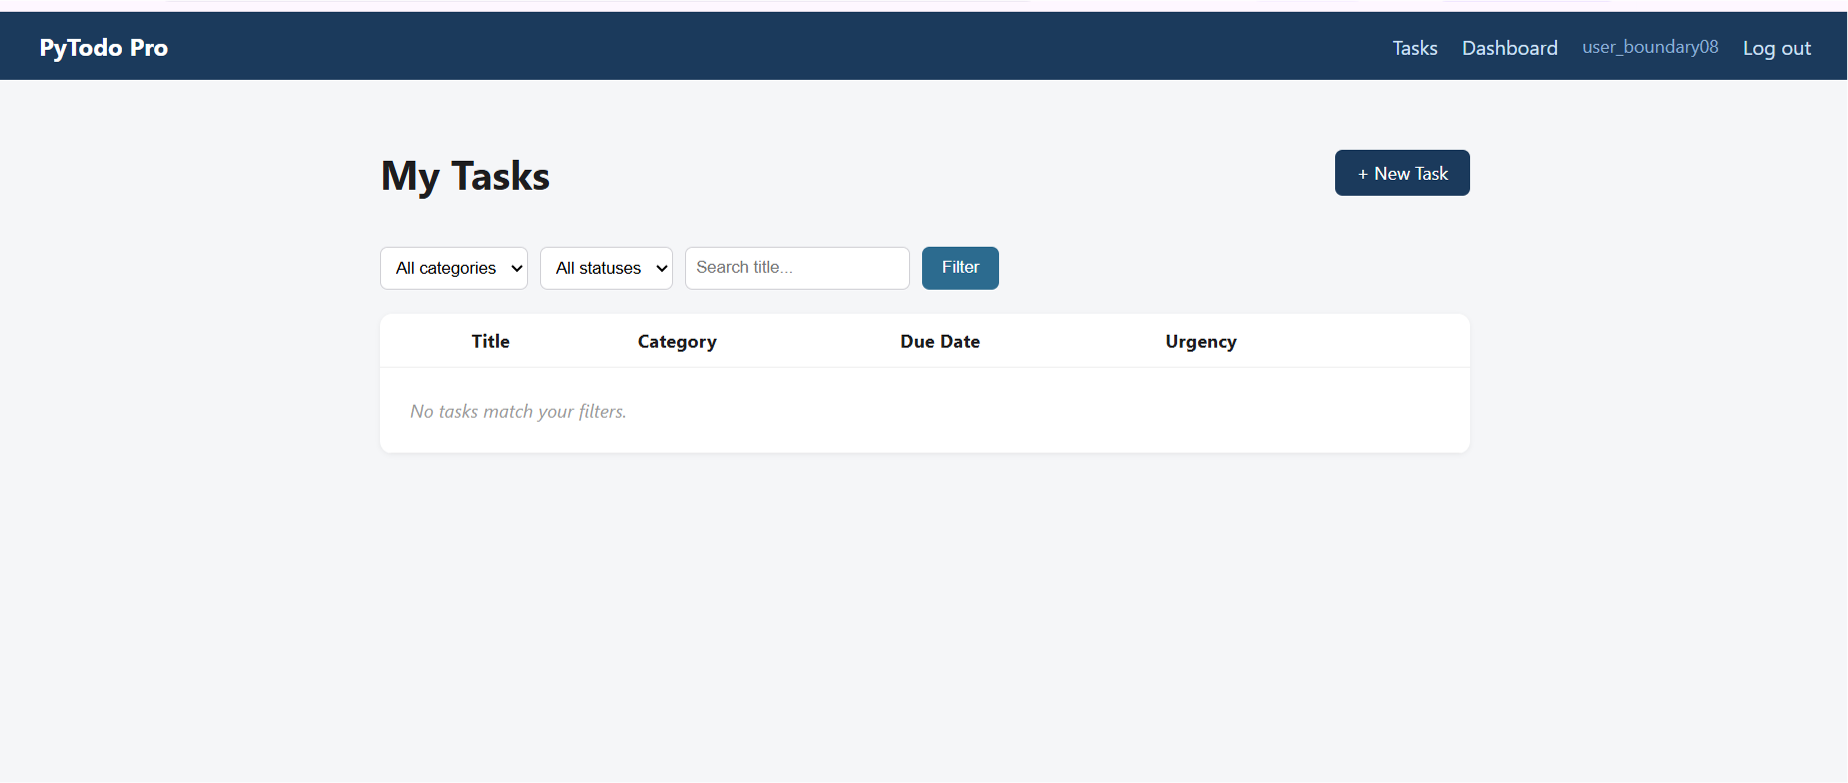 PyTodo Pro
Tasks Dashboard user_boundary08 Log out
My Tasks
+ New Task
All categories All statuses Search title... Filter
Title Category Due Date Urgency
No tasks match your filters.